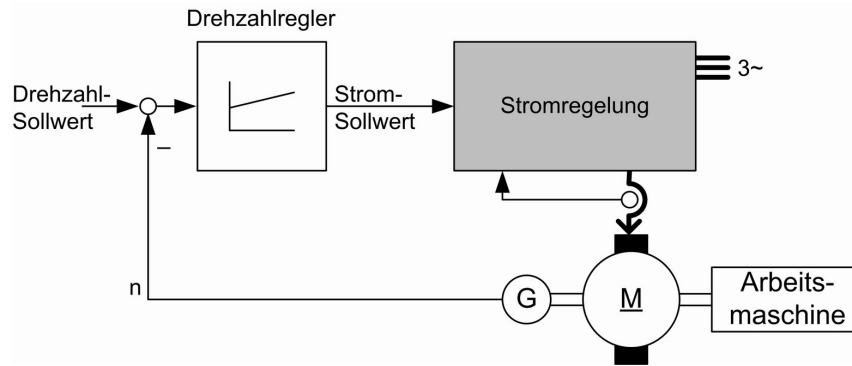 Drehzahlregler
Drehzahl-
Sollwert
Strom-
Sollwert
Stromregelung
3~
–
n
G
M
Arbeits-
maschine